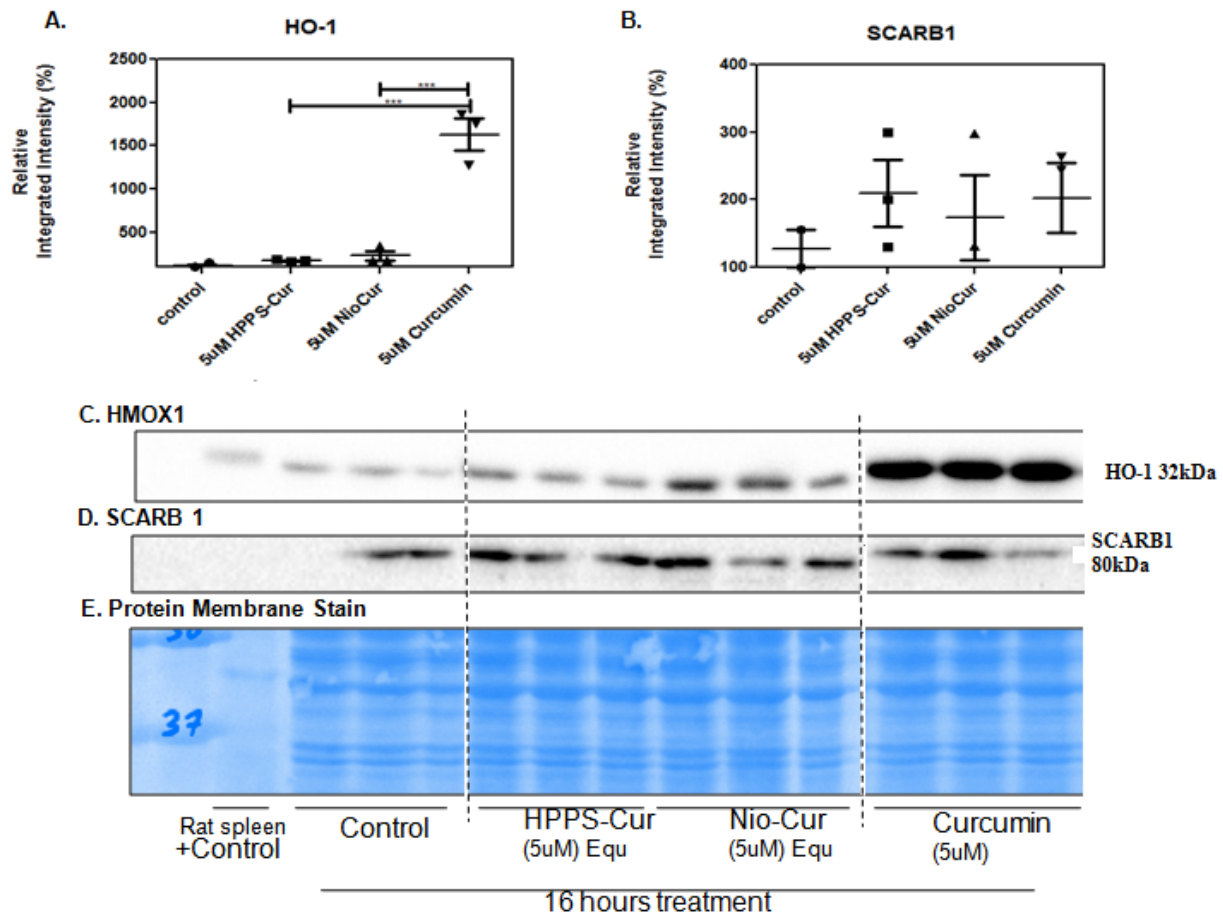 A.
HO-1
Relative
Integrated Intensity (%)
2500
2000
1500
1000
500
***
***
control
5uM HPPS-Cur
5uM NioCur
5uM Curcumin
B.
SCARB1
Relative
Integrated Intensity (%)
400
300
200
100
control
5uM HPPS-Cur
5uM NioCur
5uM Curcumin
C. HMOX1
HO-1 32kDa
D. SCARB 1
SCARB1
80kDa
E. Protein Membrane Stain
37
Rat spleen
+Control
Control
HPPS-Cur
(5uM) Equ
Nio-Cur
(5uM) Equ
Curcumin
(5uM)
16 hours treatment